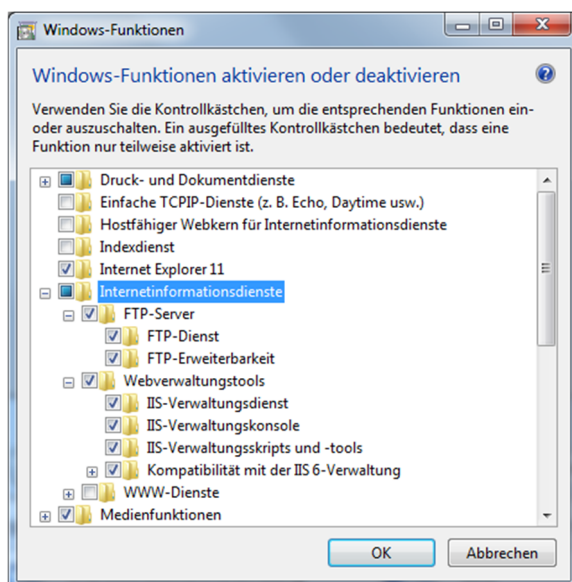 Windows-Funktionen
Windows-Funktionen aktivieren oder deaktivieren
Verwenden Sie die Kontrollkästchen, um die entsprechenden Funktionen ein-
oder auszuschalten. Ein ausgefülltes Kontrollkästchen bedeutet, dass eine
Funktion nur teilweise aktiviert ist.
Druck- und Dokumentdienste
Einfache TCPIP-Dienste (z. B. Echo, Daytime usw.)
Hostfähiger Webkern für Internetinformationsdienste
Indexdienst
Internet Explorer 11
Internetinformationsdienste
FTP-Server
FTP-Dienst
FTP-Erweiterbarkeit
Webverwaltungstools
IIS-Verwaltungsdienst
IIS-Verwaltungskonsole
IIS-Verwaltungsskripts und -tools
Kompatibilität mit der IIS 6-Verwaltung
WWW-Dienste
Medienfunktionen
OK Abbrechen